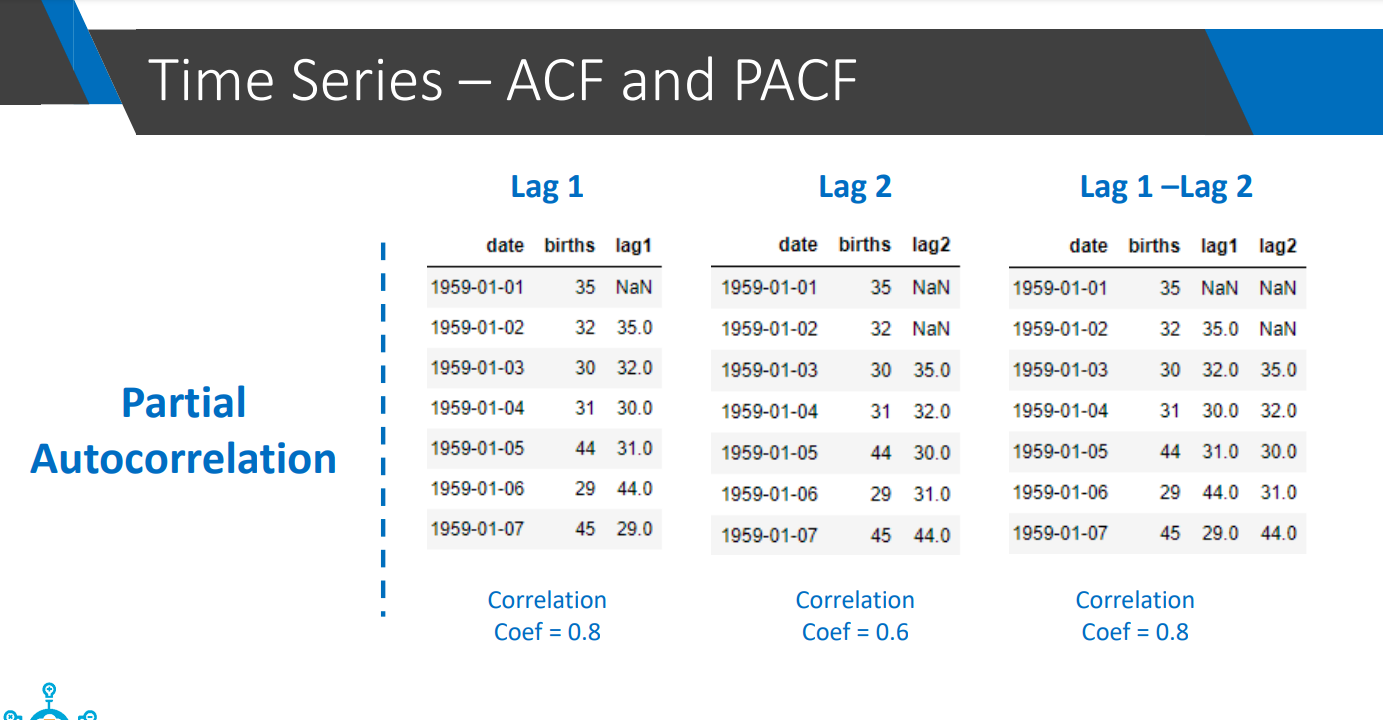 Time Series – ACF and PACF
Partial
Autocorrelation
Lag 1
date births lag1
1959-01-01 35 NaN
1959-01-02 32 35.0
1959-01-03 30 32.0
1959-01-04 31 30.0
1959-01-05 44 31.0
1959-01-06 29 44.0
1959-01-07 45 29.0
Correlation
Coef = 0.8
Lag 2
date births lag2
1959-01-01 35 NaN
1959-01-02 32 NaN
1959-01-03 30 35.0
1959-01-04 31 32.0
1959-01-05 44 30.0
1959-01-06 29 31.0
1959-01-07 45 44.0
Correlation
Coef = 0.6
Lag 1 –Lag 2
date births lag1 lag2
1959-01-01 35 NaN NaN
1959-01-02 32 35.0 NaN
1959-01-03 30 32.0 35.0
1959-01-04 31 30.0 32.0
1959-01-05 44 31.0 30.0
1959-01-06 29 44.0 31.0
1959-01-07 45 29.0 44.0
Correlation
Coef = 0.8